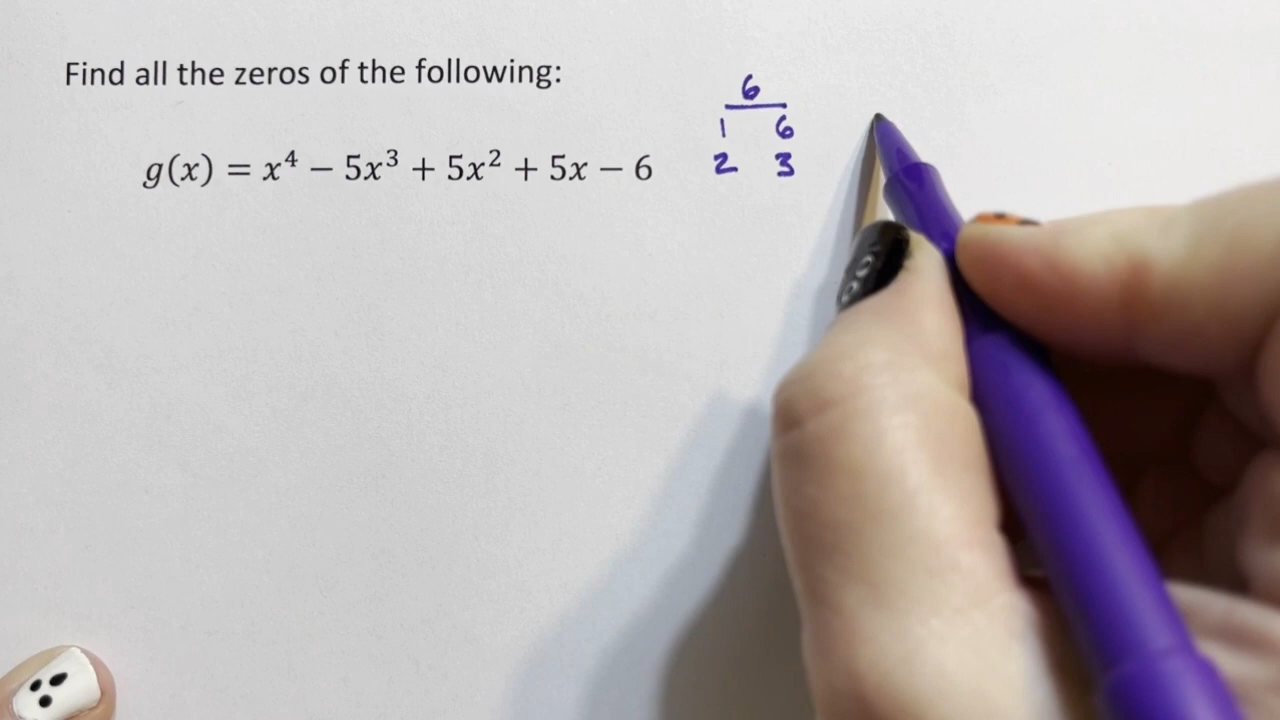 Find all the zeros of the following:
g(x) = x⁴ − 5x³ + 5x² + 5x − 6
6
1 6
2 3